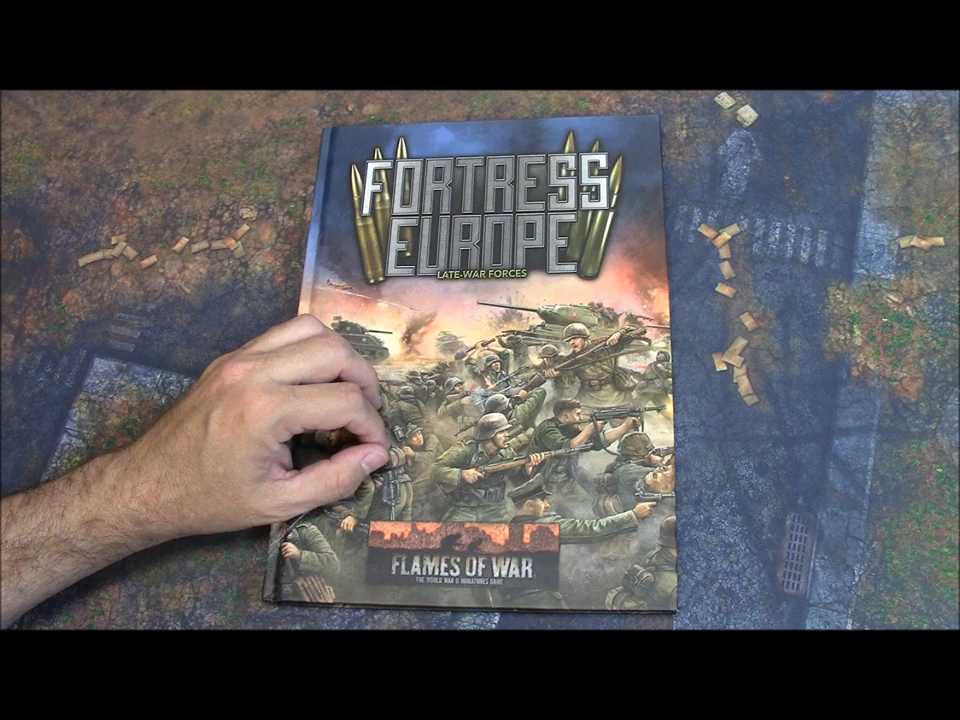 FORTRESS
EUROPE
LATE-WAR FORCES
FLAMES OF WAR
THE WORLD WAR II MINIATURES GAME